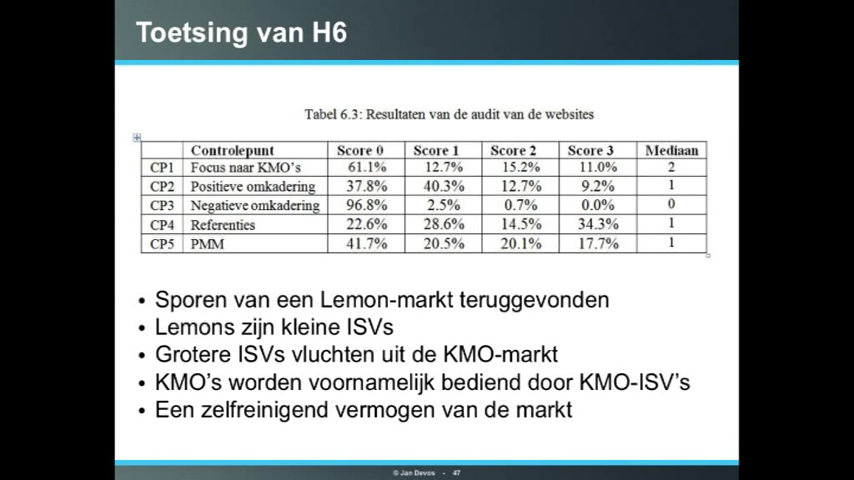 Toetsing van H6
Tabel 6.3: Resultaten van de audit van de websites
Controlepunt Score 0 Score 1 Score 2 Score 3 Mediaan
CP1 Focus naar KMO's 61.1% 12.7% 15.2% 11.0% 2
CP2 Positieve omkadering 37.8% 40.3% 12.7% 9.2% 1
CP3 Negatieve omkadering 96.8% 2.5% 0.7% 0.0% 0
CP4 Referenties 22.6% 28.6% 14.5% 34.3% 1
CP5 PMM 41.7% 20.5% 20.1% 17.7% 1
• Sporen van een Lemon-markt teruggevonden
• Lemons zijn kleine ISVs
• Grotere ISVs vluchten uit de KMO-markt
• KMO's worden voornamelijk bediend door KMO-ISV's
• Een zelfreinigend vermogen van de markt
© Jan Devos - 47